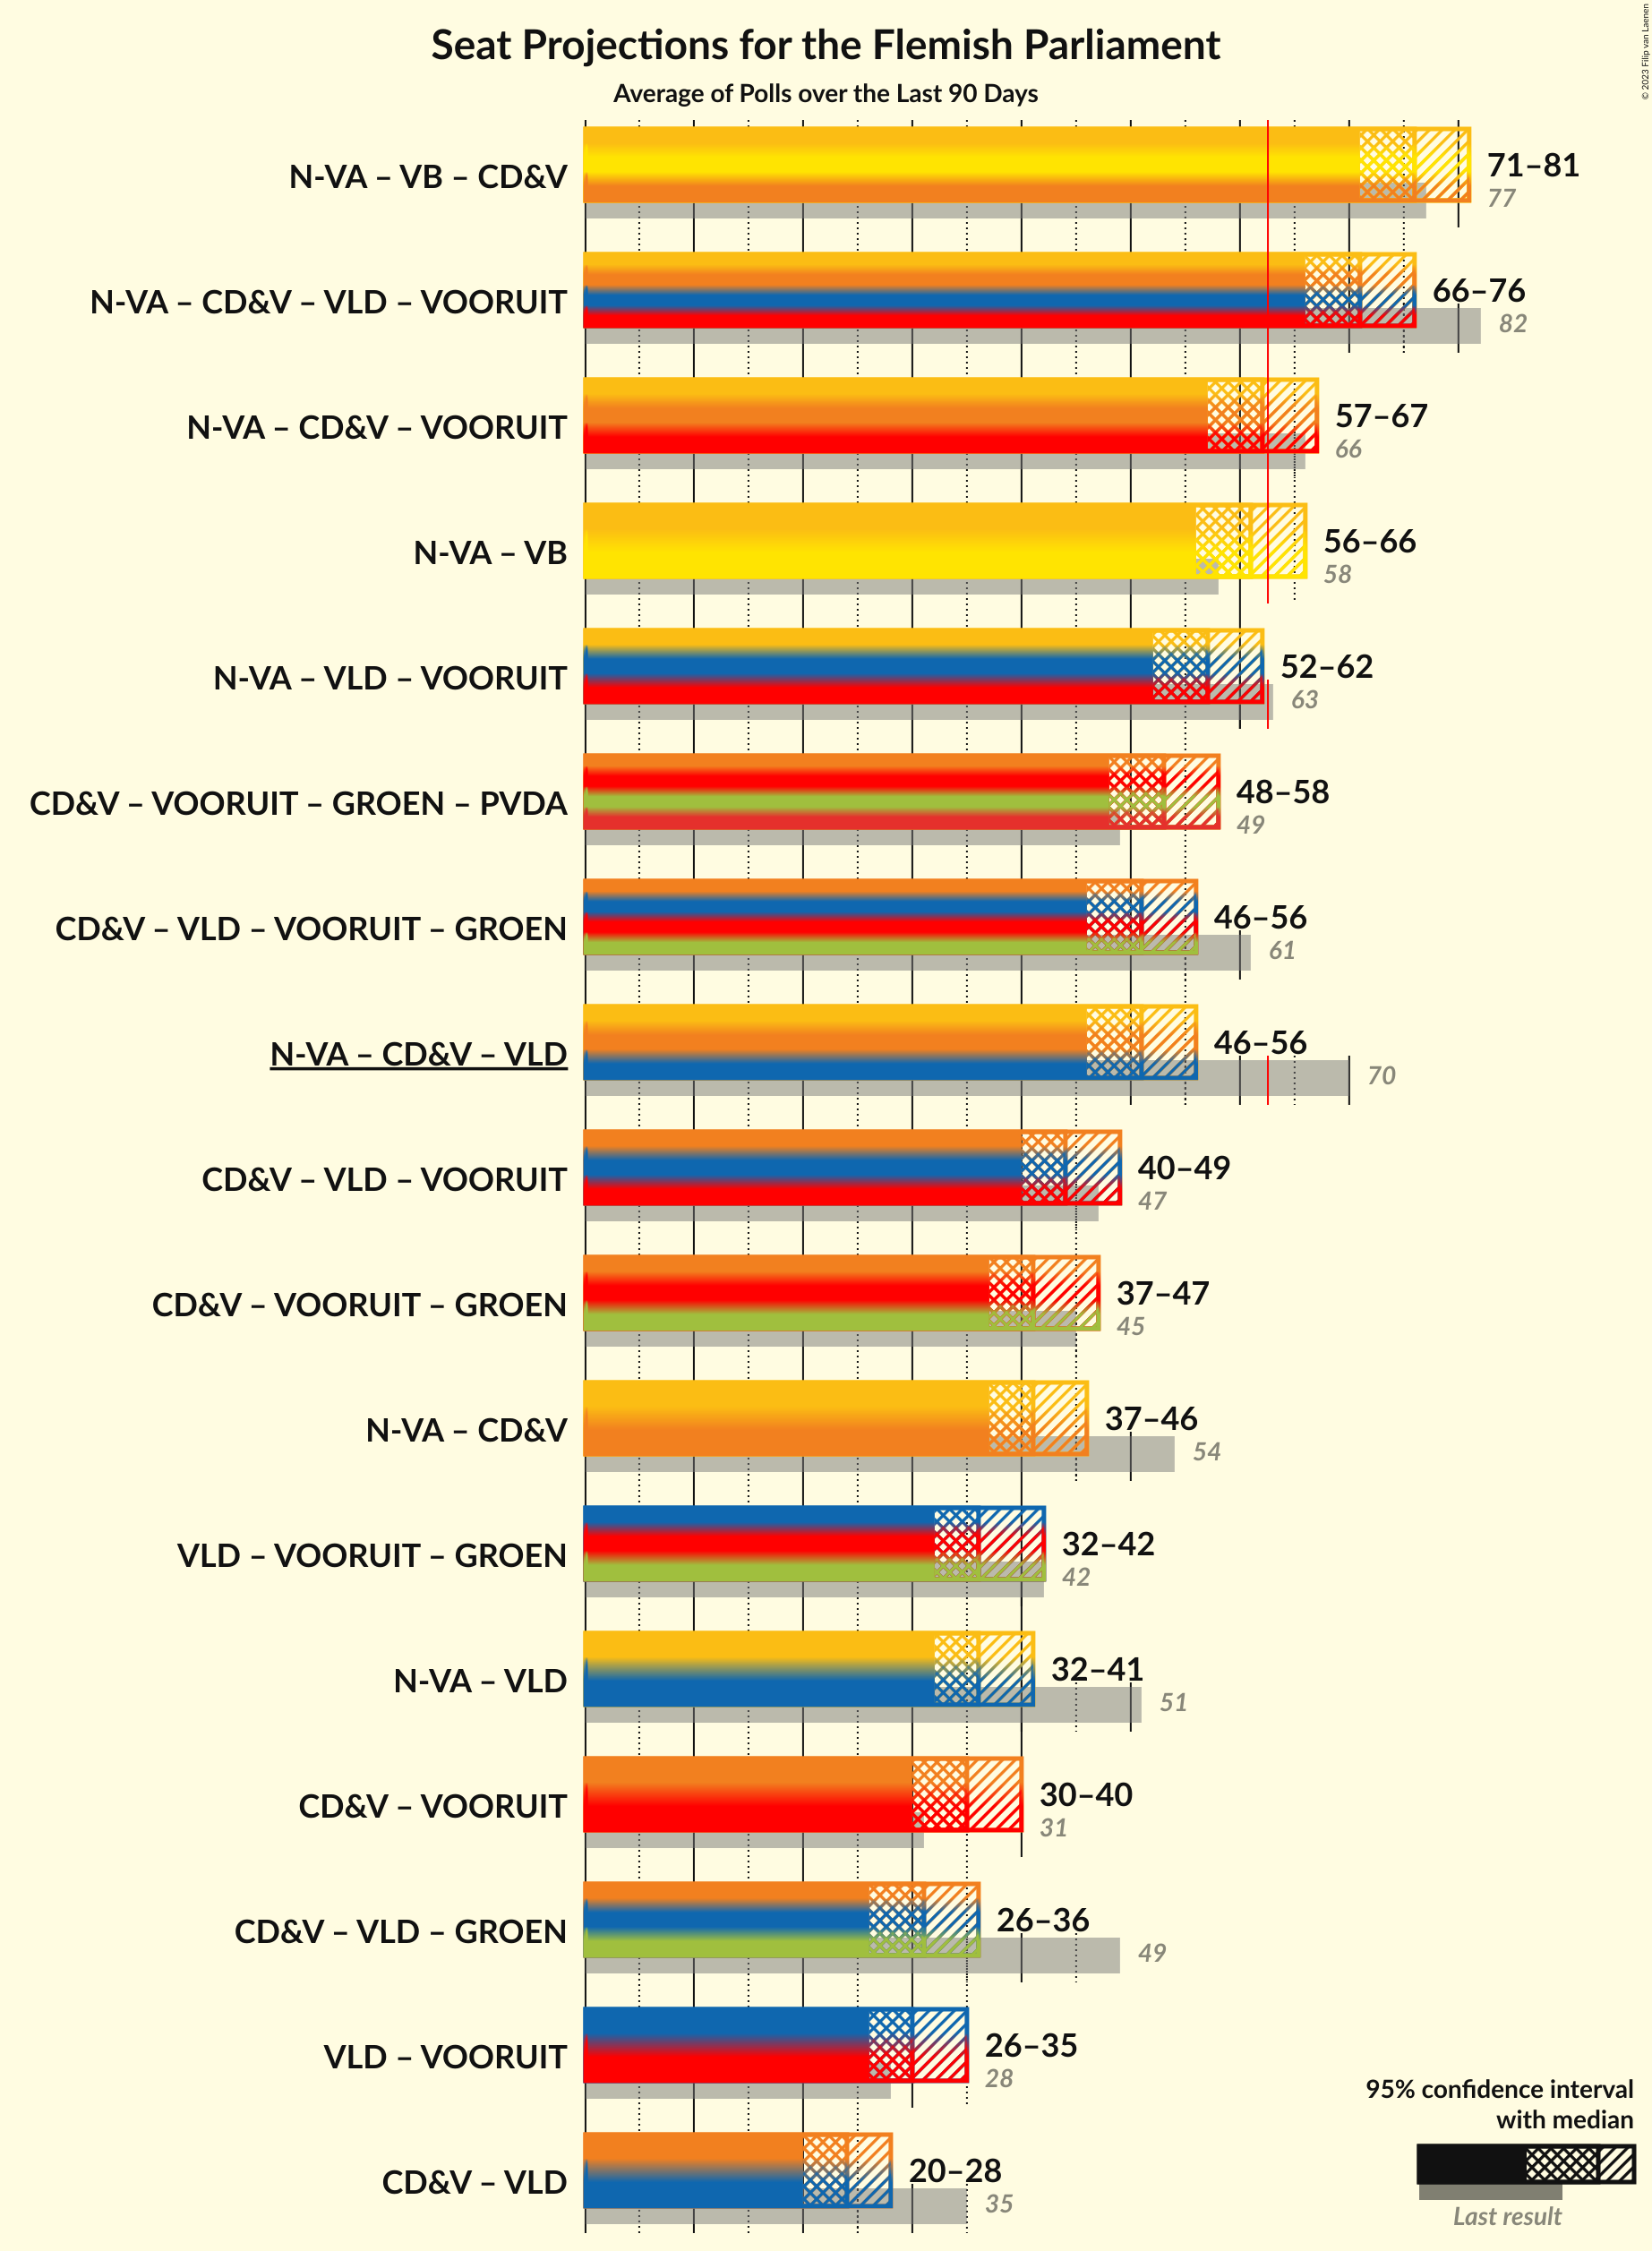 Seat Projections for the Flemish Parliament
Average of Polls over the Last 90 Days
© 2023 Filip van Laenen
N-VA – VB – CD&V
71–81
77
N-VA – CD&V – VLD – VOORUIT
66–76
82
N-VA – CD&V – VOORUIT
57–67
66
N-VA – VB
56–66
58
N-VA – VLD – VOORUIT
52–62
63
CD&V – VOORUIT – GROEN – PVDA
48–58
49
CD&V – VLD – VOORUIT – GROEN
46–56
61
N-VA – CD&V – VLD
46–56
70
CD&V – VLD – VOORUIT
40–49
47
CD&V – VOORUIT – GROEN
37–47
45
N-VA – CD&V
37–46
54
VLD – VOORUIT – GROEN
32–42
42
N-VA – VLD
32–41
51
CD&V – VOORUIT
30–40
31
CD&V – VLD – GROEN
26–36
49
VLD – VOORUIT
26–35
28
CD&V – VLD
20–28
35
95% confidence interval
with median
Last result